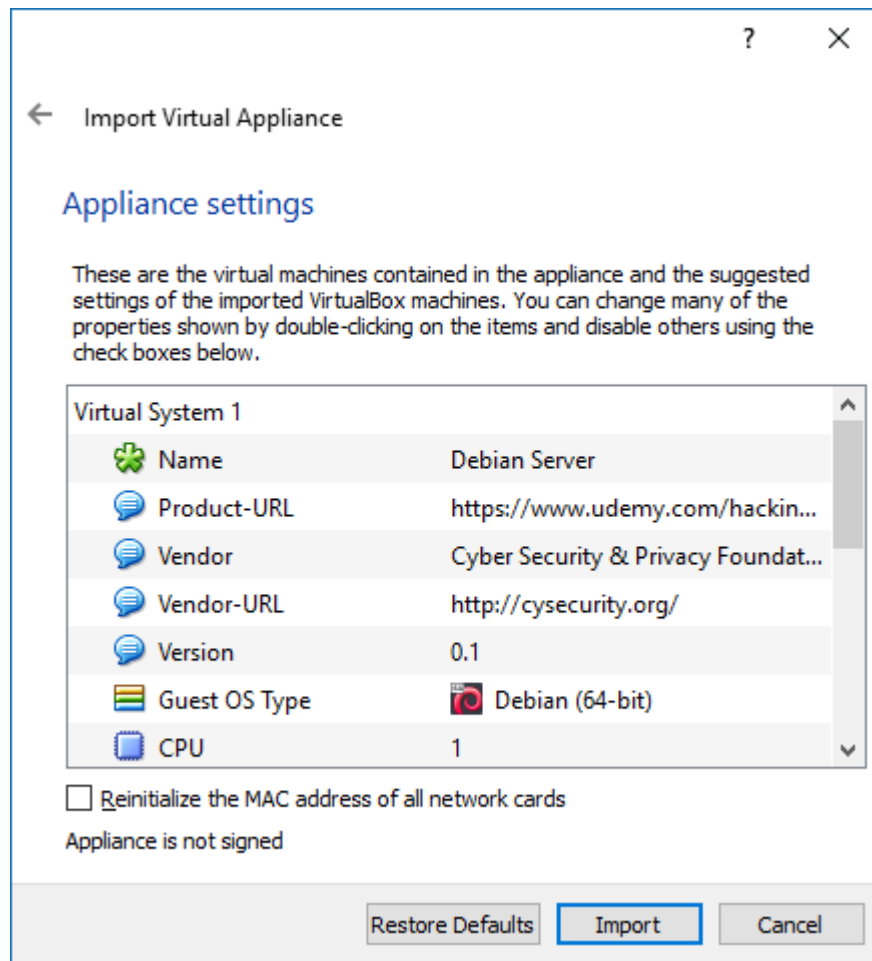 ?
Import Virtual Appliance
Appliance settings
These are the virtual machines contained in the appliance and the suggested
settings of the imported VirtualBox machines. You can change many of the
properties shown by double-clicking on the items and disable others using the
check boxes below.
Virtual System 1
Name Debian Server
Product-URL https://www.udemy.com/hackin...
Vendor Cyber Security & Privacy Foundat...
Vendor-URL http://cysecurity.org/
Version 0.1
Guest OS Type Debian (64-bit)
CPU 1
Reinitialize the MAC address of all network cards
Appliance is not signed
Restore Defaults Import Cancel